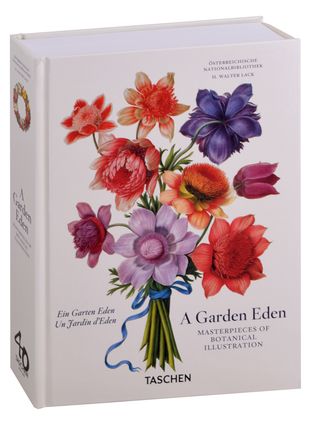 ÖSTERREICHISCHE
NATIONALBIBLIOTHEK
H. WALTER LACK
Ein Garten Eden
Un Jardin d'Eden
A Garden Eden
MASTERPIECES OF
BOTANICAL
ILLUSTRATION
TASCHEN
A
Garden
Eden
40